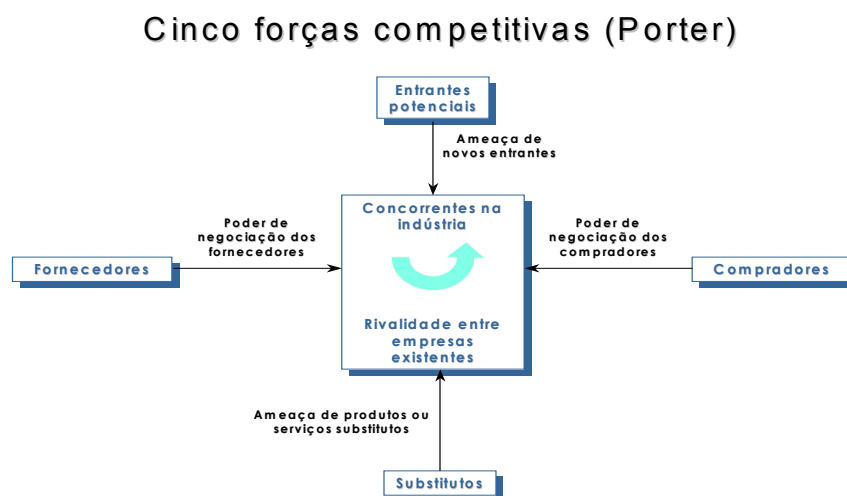 Cinco forças competitivas (Porter)
Entrantes
potenciais
Ameaça de
novos entrantes
Concorrentes na
indústria
Poder de
negociação dos
fornecedores
Poder de
negociação dos
compradores
Fornecedores
Compradores
Rivalidade entre
empresas
existentes
Ameaça de produtos ou
serviços substitutos
Substitutos